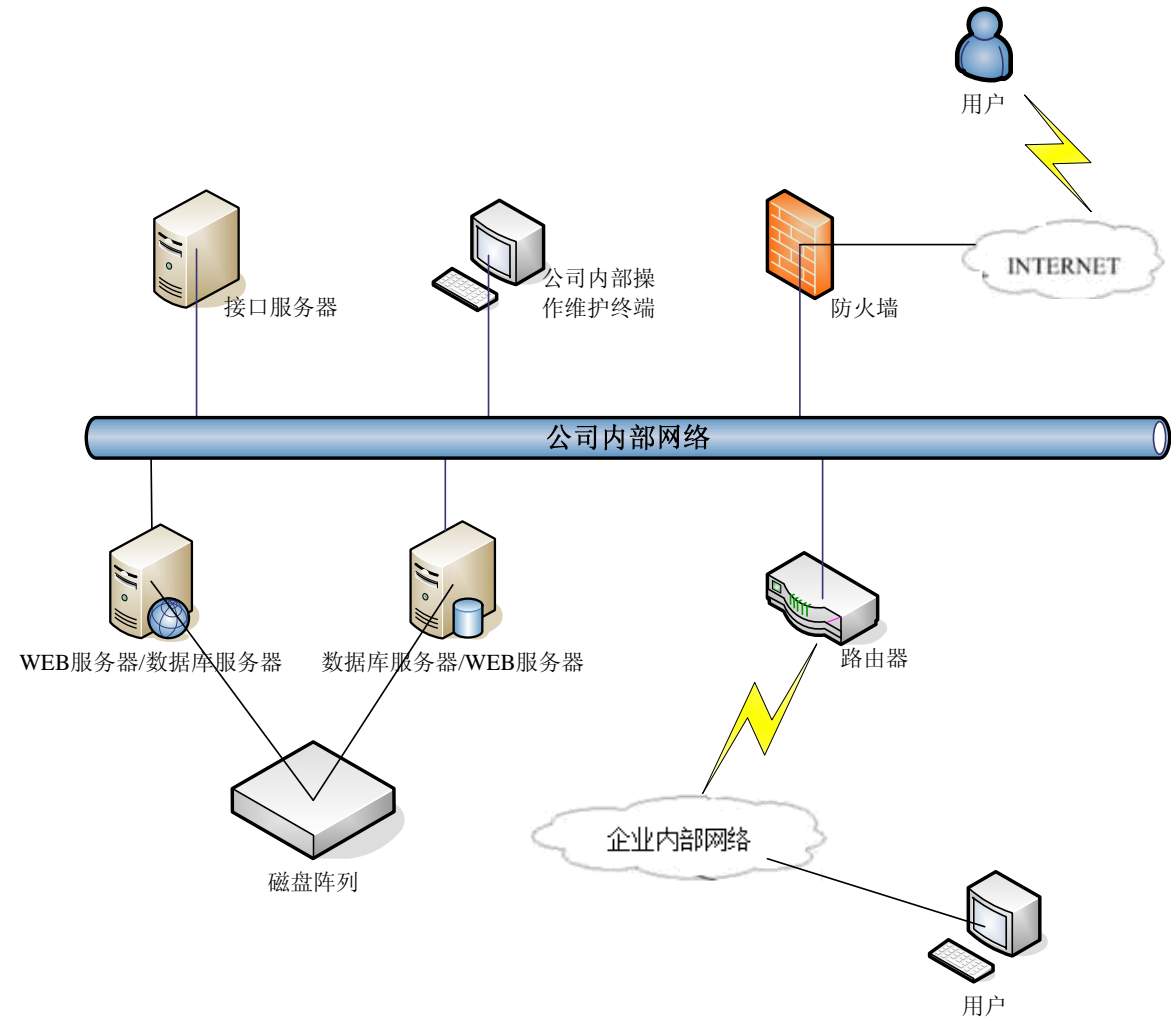 用户
INTERNET
接口服务器
公司内部操
作维护终端
防火墙
公司内部网络
WEB服务器/数据库服务器
数据库服务器/WEB服务器
路由器
企业内部网络
磁盘阵列
用户